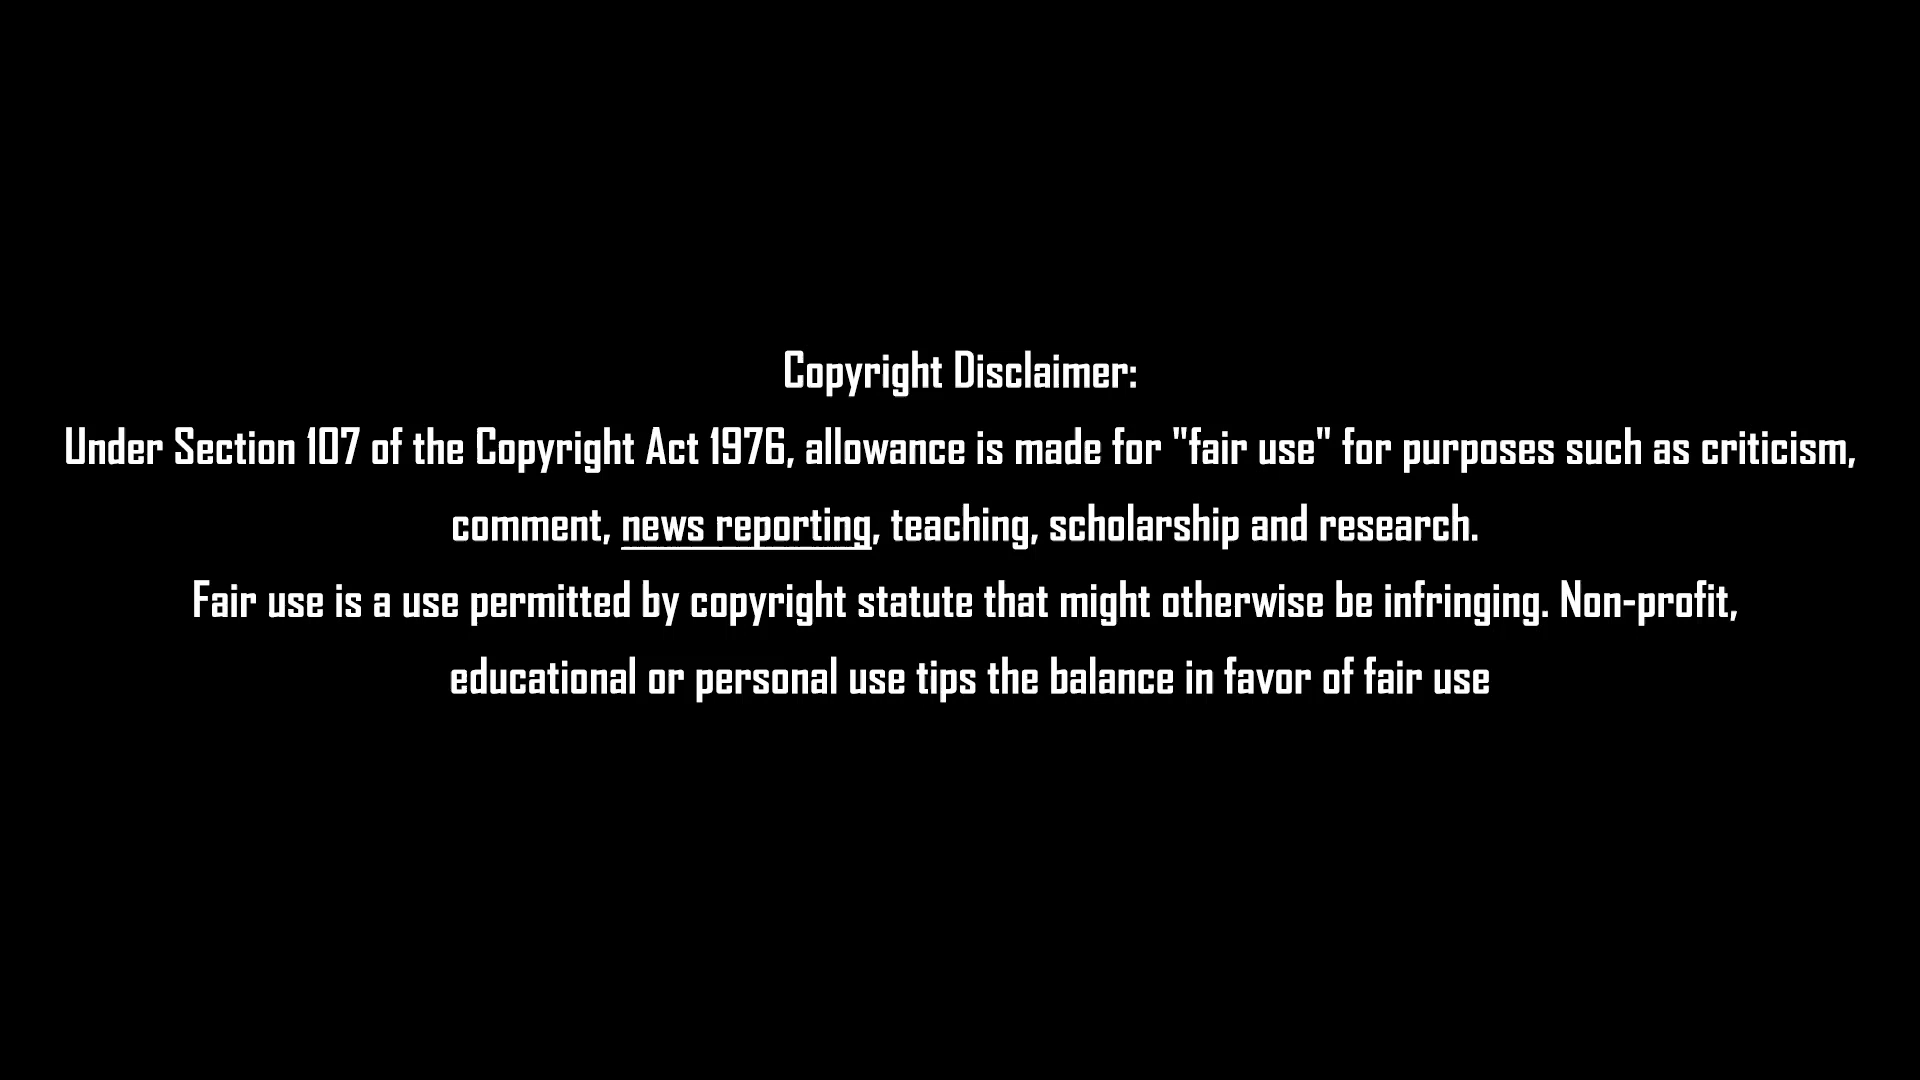 Copyright Disclaimer:
Under Section 107 of the Copyright Act 1976, allowance is made for "fair use" for purposes such as criticism,
comment, news reporting, teaching, scholarship and research.
Fair use is a use permitted by copyright statute that might otherwise be infringing. Non-profit,
educational or personal use tips the balance in favor of fair use